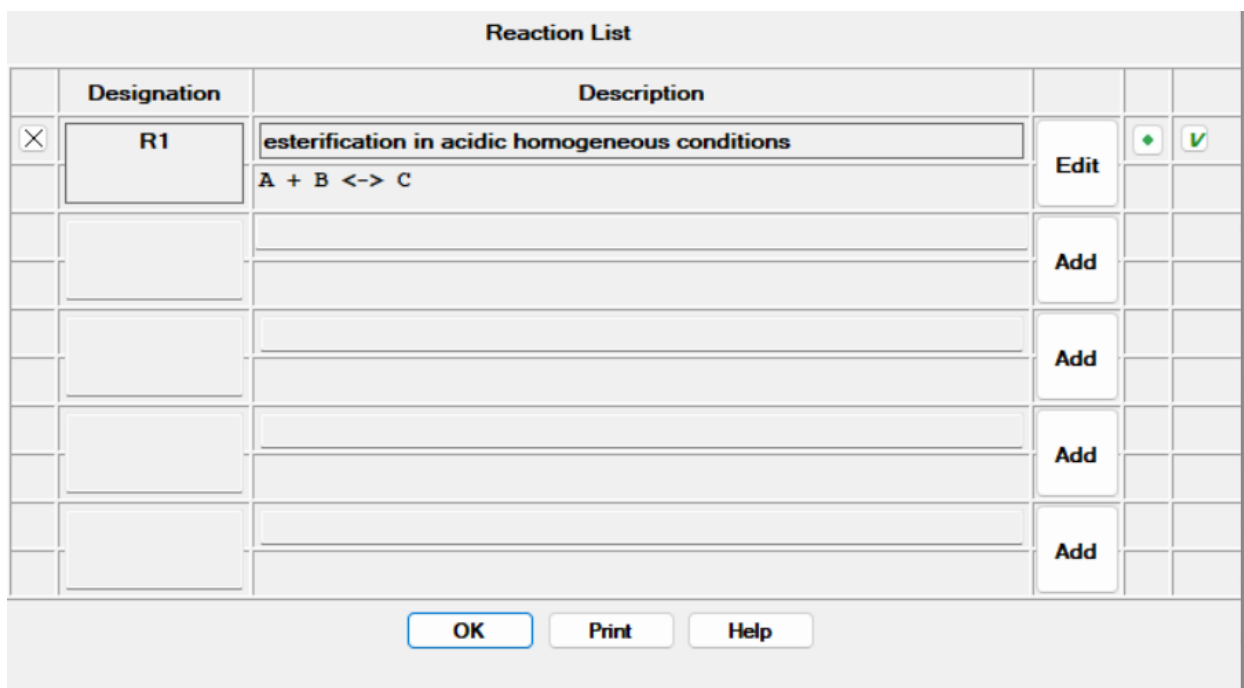 Reaction List
Designation Description
R1 esterification in acidic homogeneous conditions
Edit
V
A + B <-> C
Add
Add
Add
Add
OK Print Help